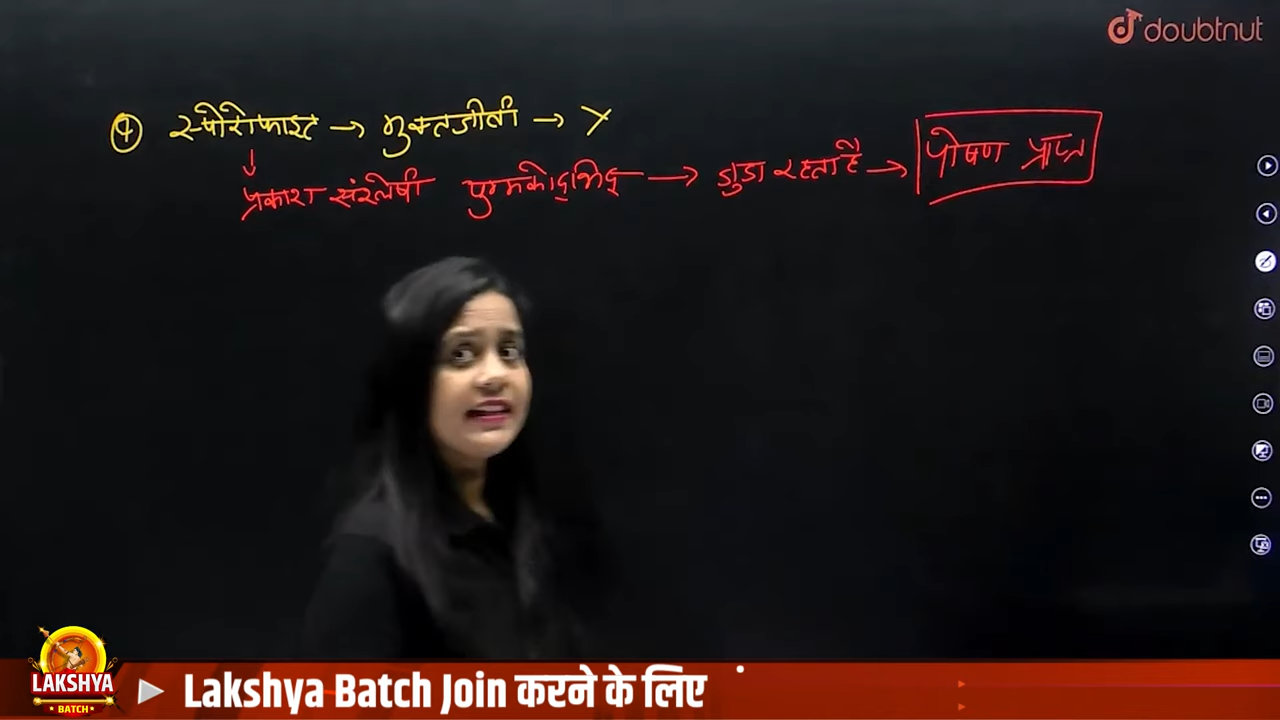 doubtnut
④ स्पोरोफाइट → मुक्तजीवी → ×
↓
प्रकाश संश्लेषी युग्मकोद्भिद् → जुडा रहता है → पोषण प्राप्त
LAKSHYA
BATCH
Lakshya Batch Join करने के लिए